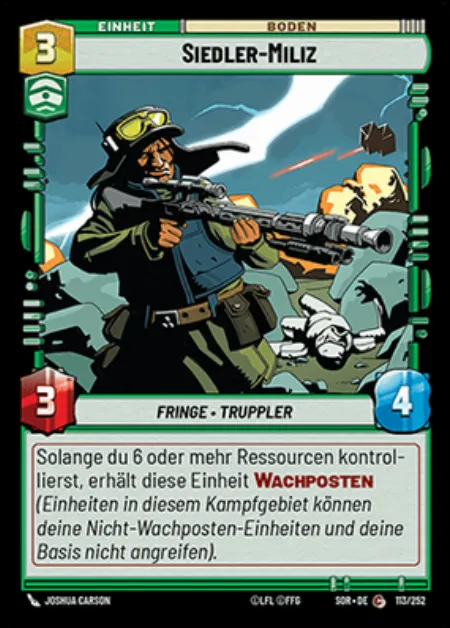 EINHEIT
BODEN
3
SIEDLER-MILIZ
3
4
FRINGE • TRUPPLER
Solange du 6 oder mehr Ressourcen kontrol-
lierst, erhält diese Einheit WACHPOSTEN
(Einheiten in diesem Kampfgebiet können
deine Nicht-Wachposten-Einheiten und deine
Basis nicht angreifen).
JOSHUA CARSON
©LFL ©FFG
SOR • DE C 113/252